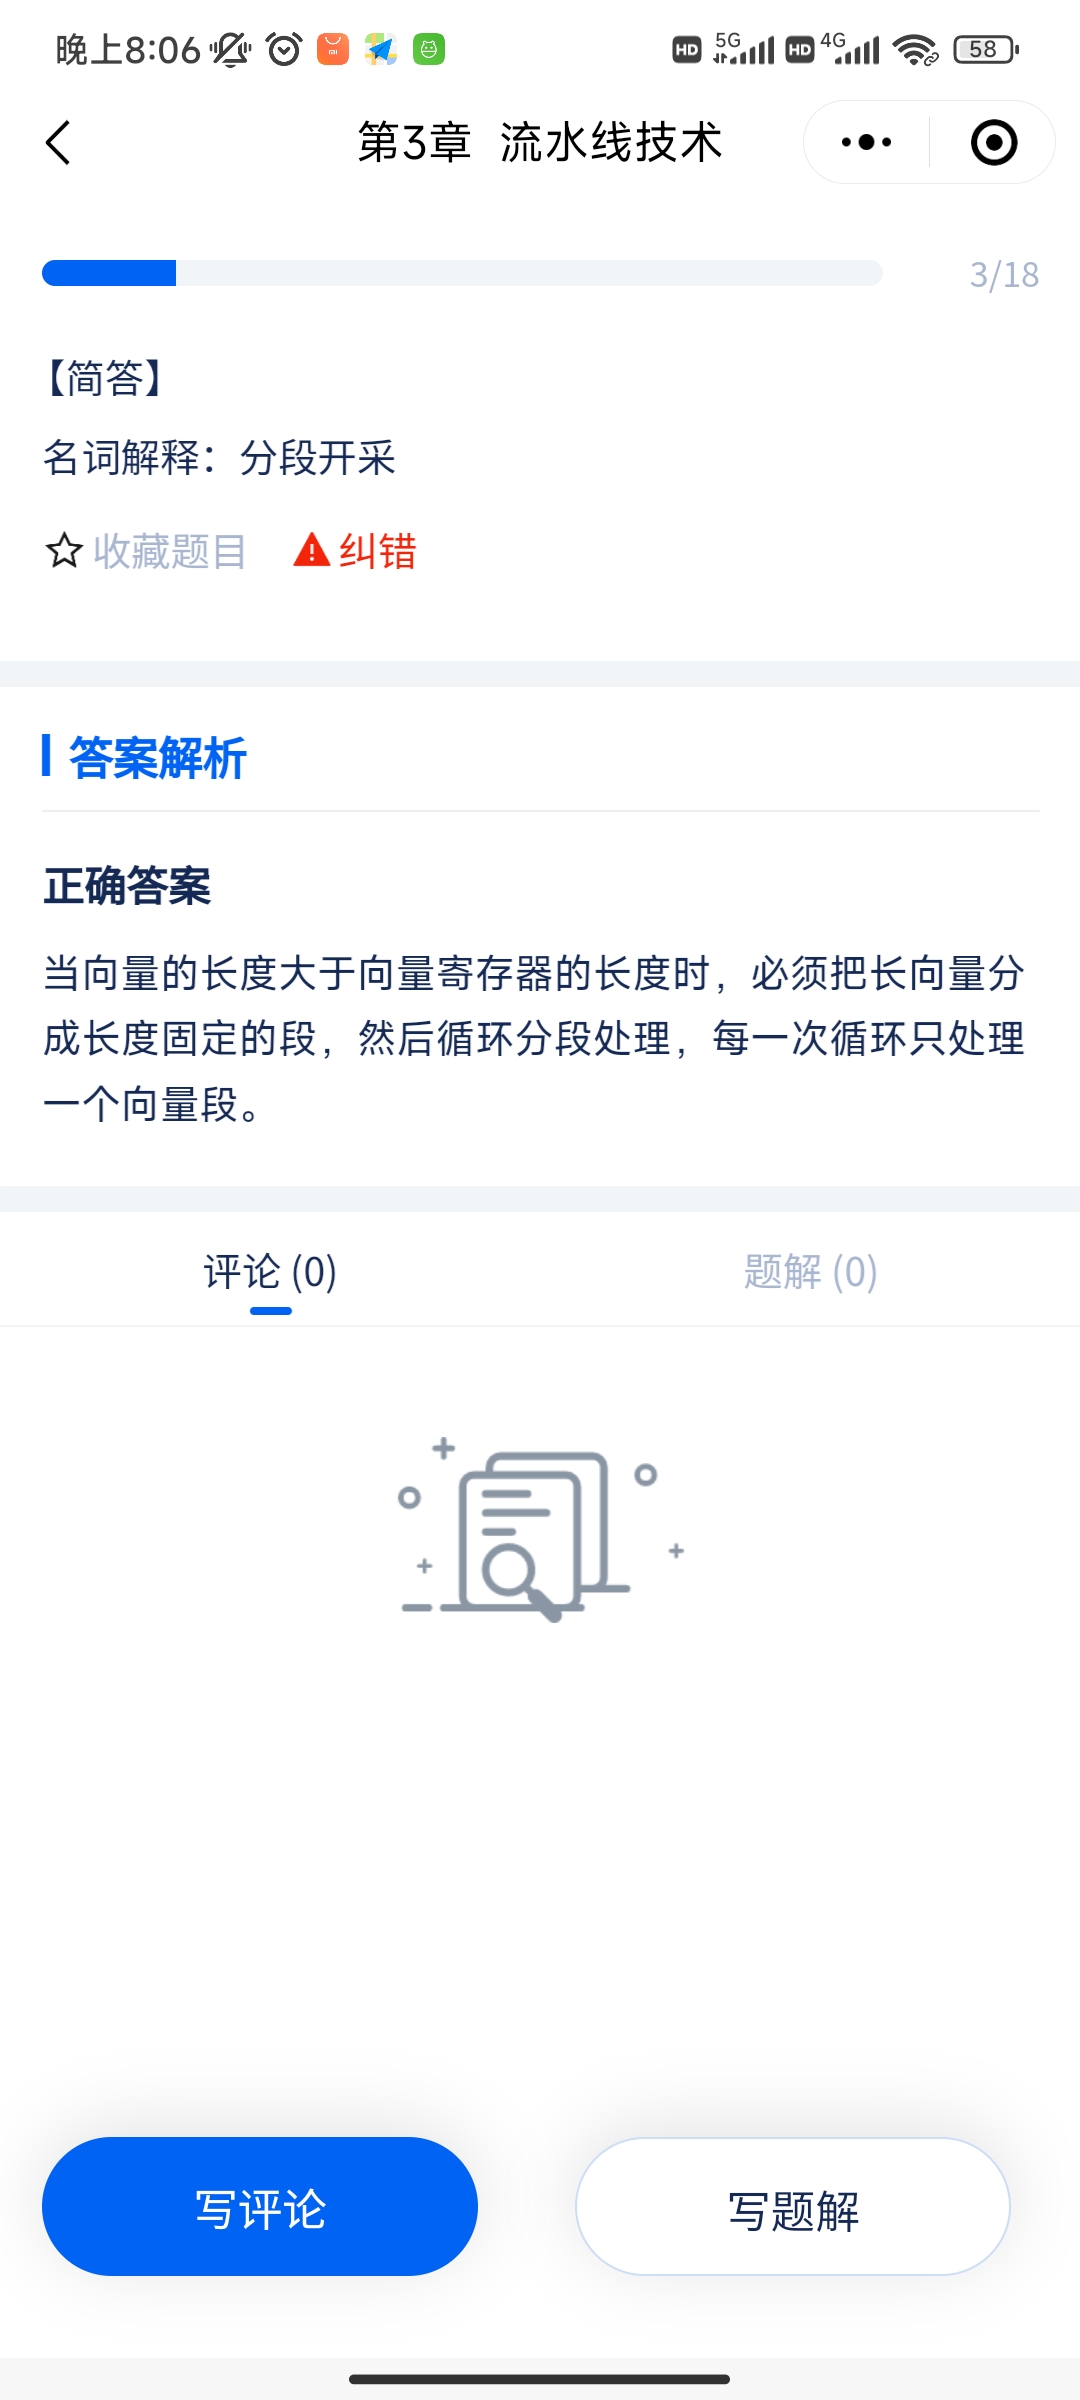 晚上8:06 HD 5G HD 4G 58
第3章 流水线技术
3/18
【简答】
名词解释：分段开采
收藏题目 纠错
答案解析
正确答案
当向量的长度大于向量寄存器的长度时，必须把长向量分
成长度固定的段，然后循环分段处理，每一次循环只处理
一个向量段。
评论 (0) 题解 (0)
写评论 写题解